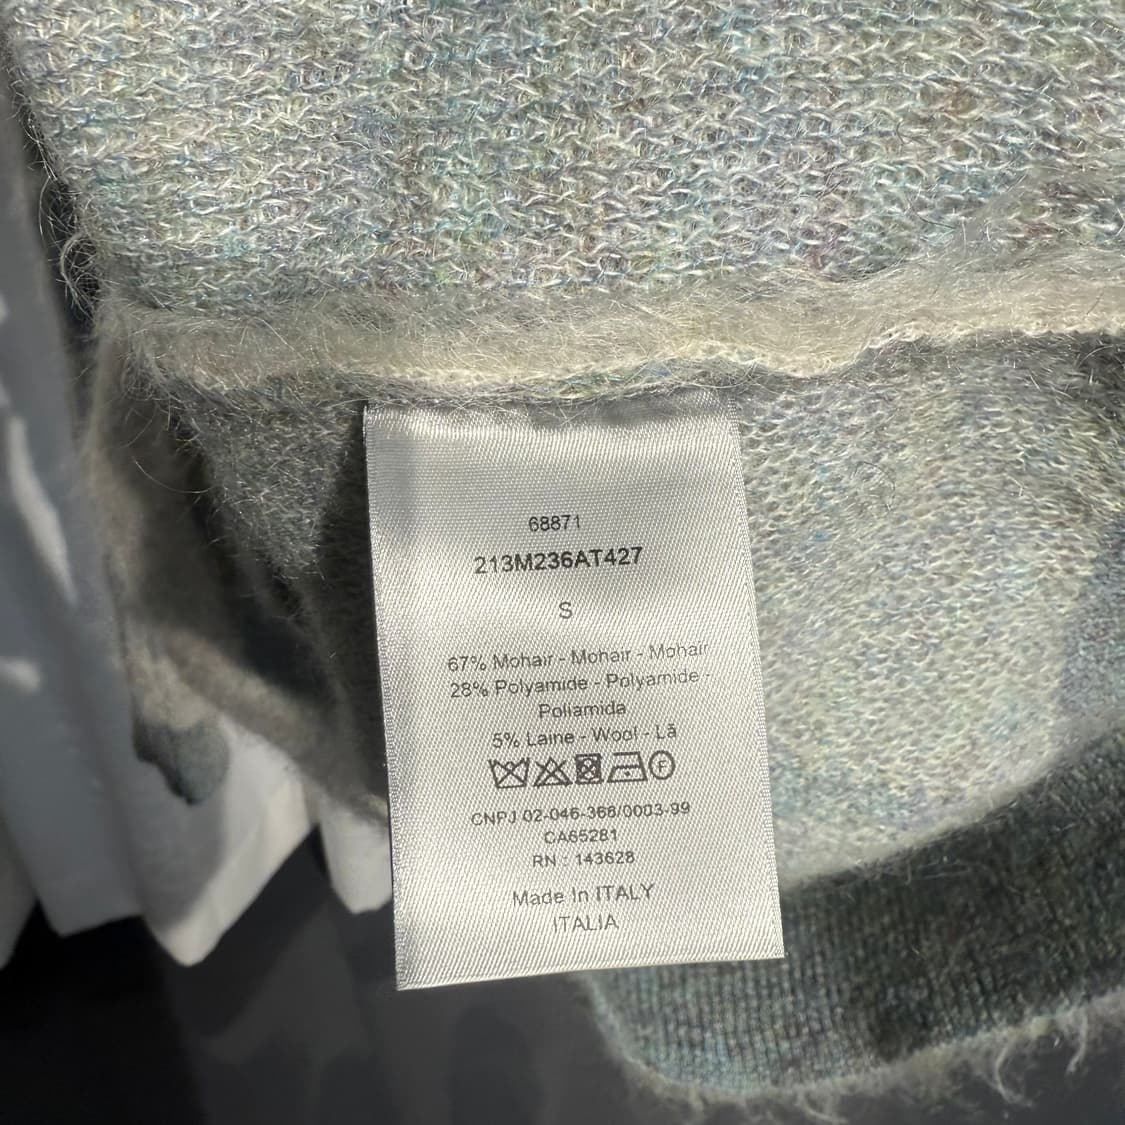 68871
213M236AT427
S
67% Mohair - Mohair - Mohair
28% Polyamide - Polyamide -
Poliamida
5% Laine - Wool - Lã
F
CNPJ 02-046-368/0003-99
CA65281
RN : 143628
Made In ITALY
ITALIA